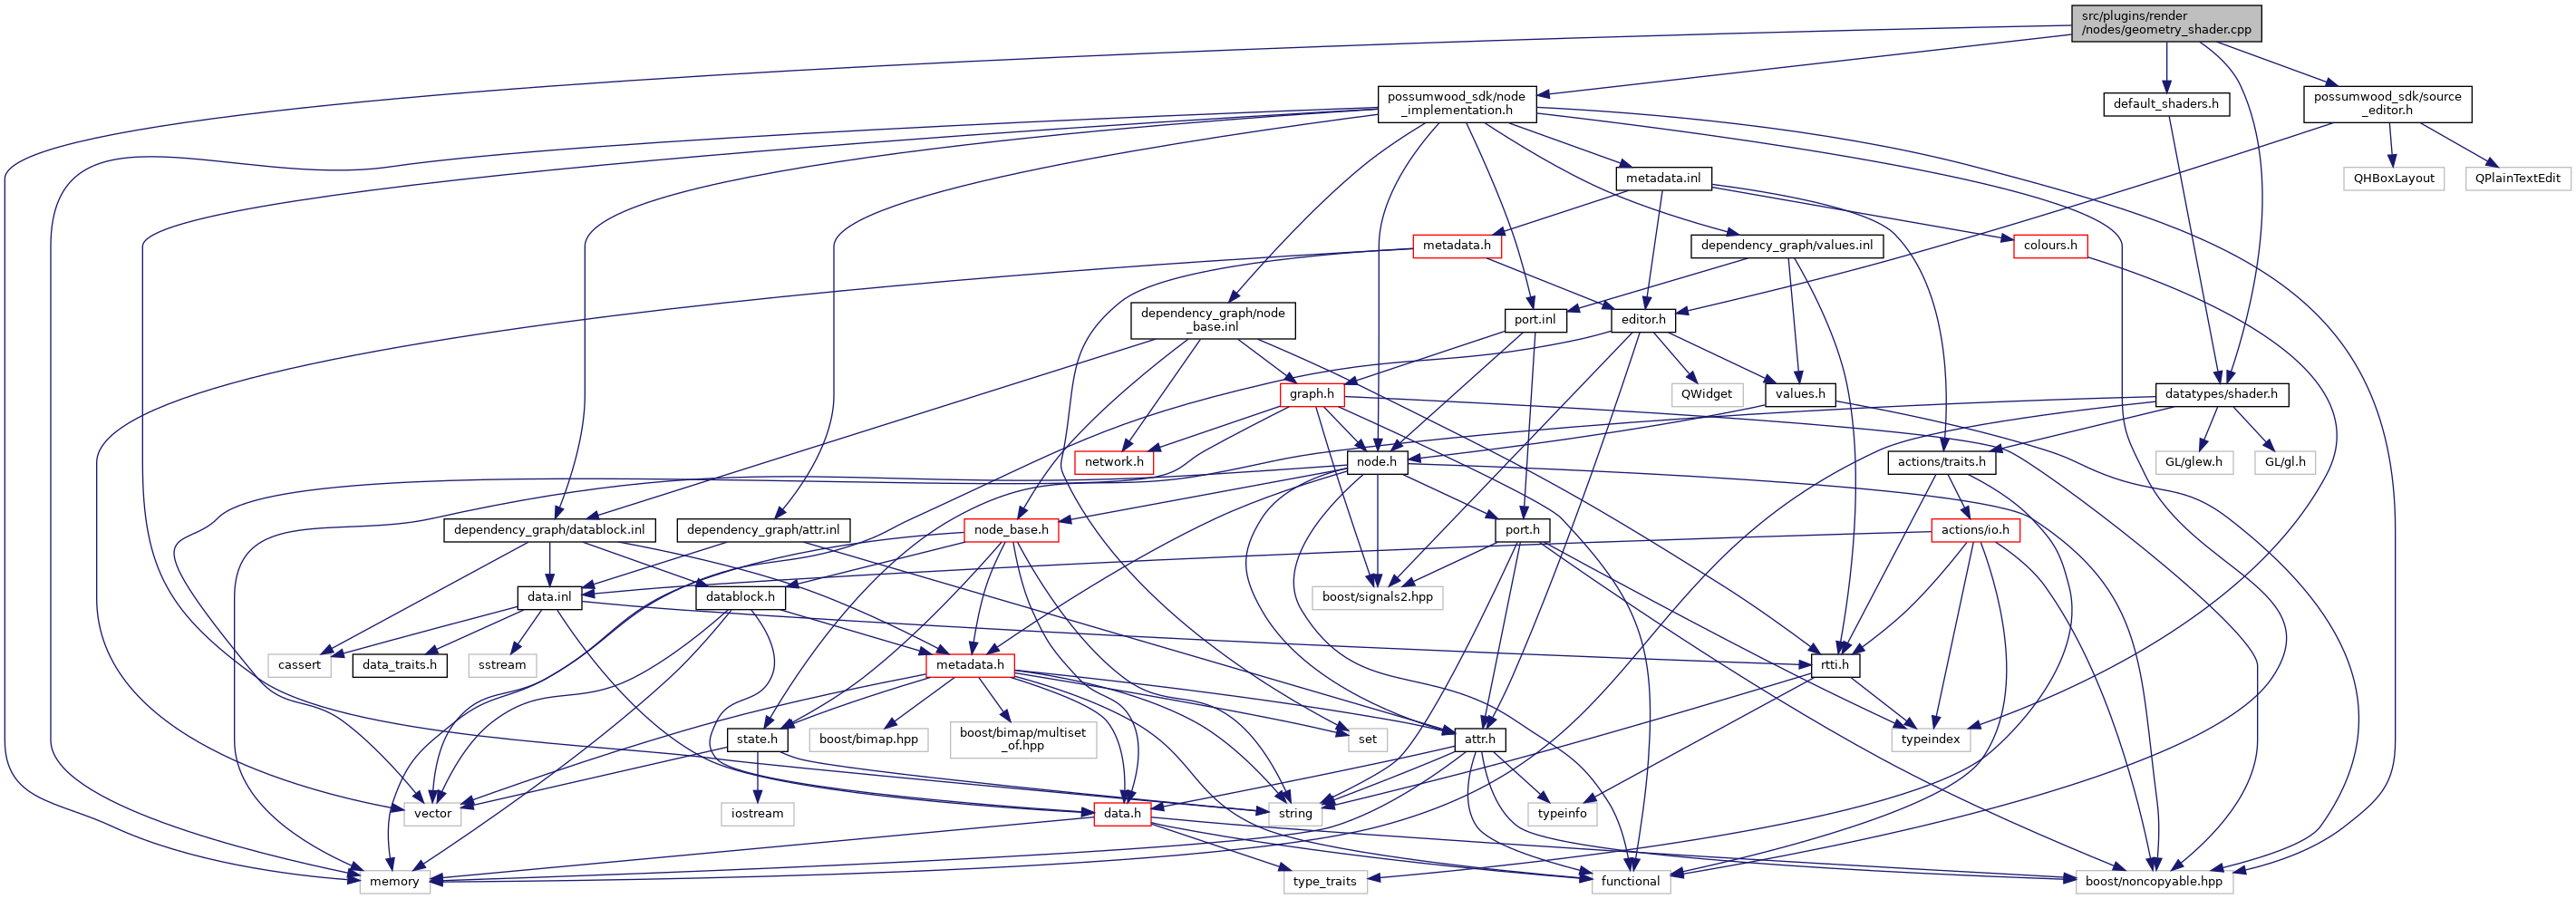 src/plugins/render
/nodes/geometry_shader.cpp
possumwood_sdk/node
_implementation.h
default_shaders.h
possumwood_sdk/source
_editor.h
metadata.inl
QHBoxLayout
QPlainTextEdit
metadata.h
dependency_graph/values.inl
colours.h
dependency_graph/node
_base.inl
port.inl
editor.h
graph.h
QWidget
values.h
datatypes/shader.h
network.h
node.h
actions/traits.h
GL/glew.h
GL/gl.h
dependency_graph/datablock.inl
dependency_graph/attr.inl
node_base.h
port.h
actions/io.h
data.inl
datablock.h
boost/signals2.hpp
cassert
data_traits.h
sstream
metadata.h
rtti.h
state.h
boost/bimap.hpp
boost/bimap/multiset
_of.hpp
set
attr.h
typeindex
vector
iostream
data.h
string
typeinfo
memory
type_traits
functional
boost/noncopyable.hpp